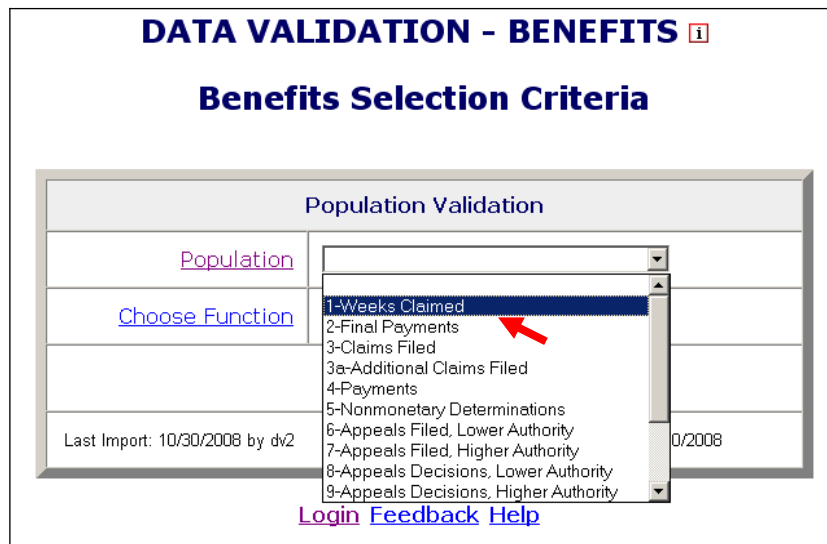 DATA VALIDATION - BENEFITS i
Benefits Selection Criteria
Population Validation
Population
1-Weeks Claimed
Choose Function
2-Final Payments
3-Claims Filed
3a-Additional Claims Filed
4-Payments
5-Nonmonetary Determinations
6-Appeals Filed, Lower Authority
Last Import: 10/30/2008 by dv2
0/2008
7-Appeals Filed, Higher Authority
8-Appeals Decisions, Lower Authority
9-Appeals Decisions, Higher Authority
Login Feedback Help